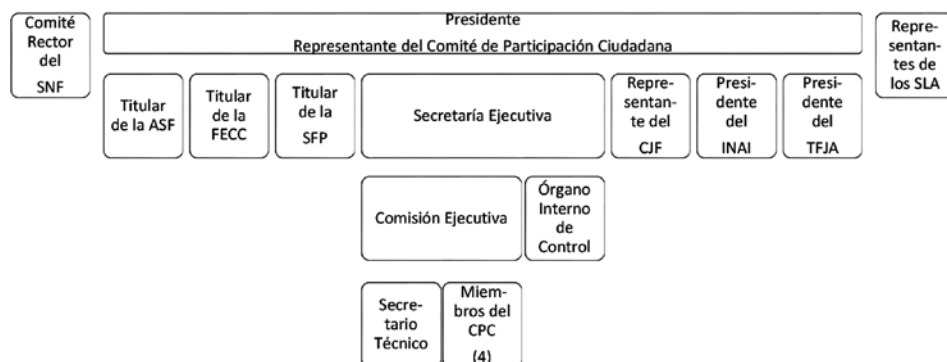 Comité
Rector
del
SNF
Presidente
Representante del Comité de Participación Ciudadana
Repre-
sentan-
tes de
los SLA
Titular
de la ASF
Titular
de la
FECC
Titular
de la
SFP
Secretaría Ejecutiva
Repre-
sentan-
te del
CJF
Presi-
dente
del
INAI
Presi-
dente
del
TFJA
Comisión Ejecutiva
Órgano
Interno
de
Control
Secre-
tario
Técnico
Miem-
bros del
CPC
(4)